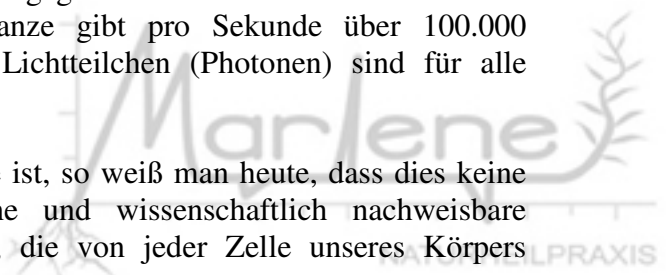 anze gibt pro Sekunde über 100.000
Lichtteilchen (Photonen) sind für alle
Marlene
ist, so weiß man heute, dass dies keine
und wissenschaftlich nachweisbare
die von jeder Zelle unseres Körpers
NATURHEILPRAXIS